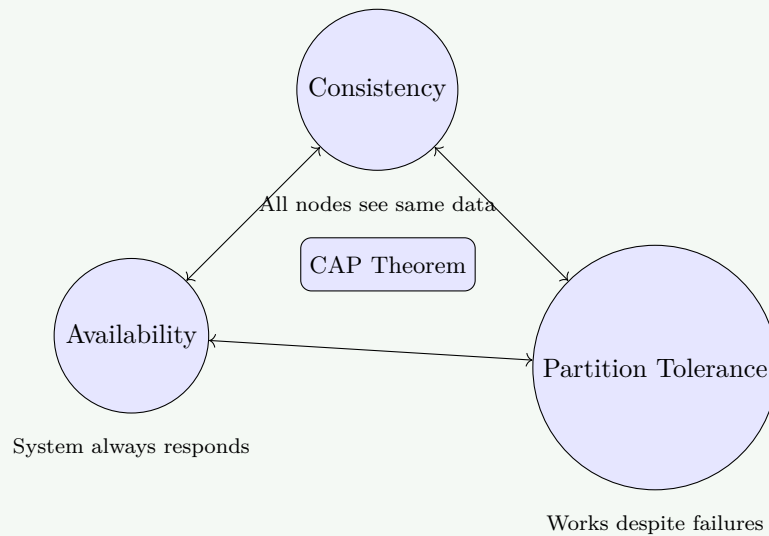 Consistency
All nodes see same data
CAP Theorem
Availability
Partition Tolerance
System always responds
Works despite failures